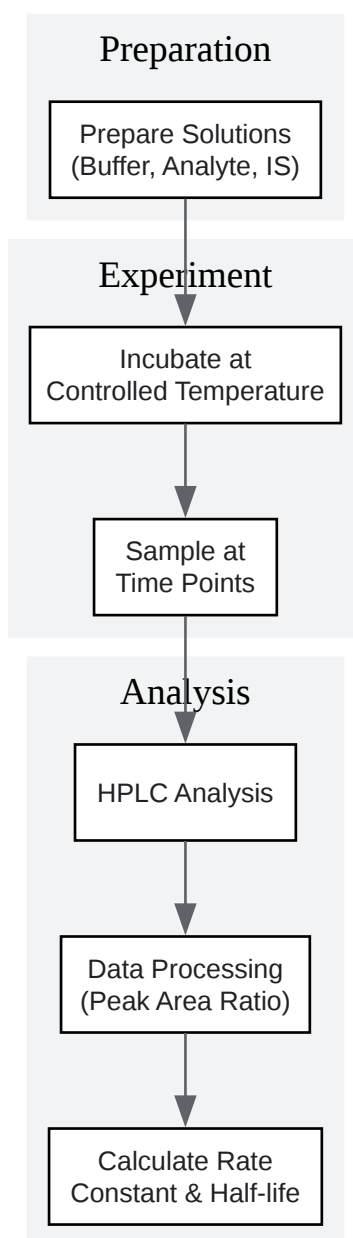 Preparation
Prepare Solutions
(Buffer, Analyte, IS)
Experiment
Incubate at
Controlled Temperature
Sample at
Time Points
Analysis
HPLC Analysis
Data Processing
(Peak Area Ratio)
Calculate Rate
Constant & Half-life